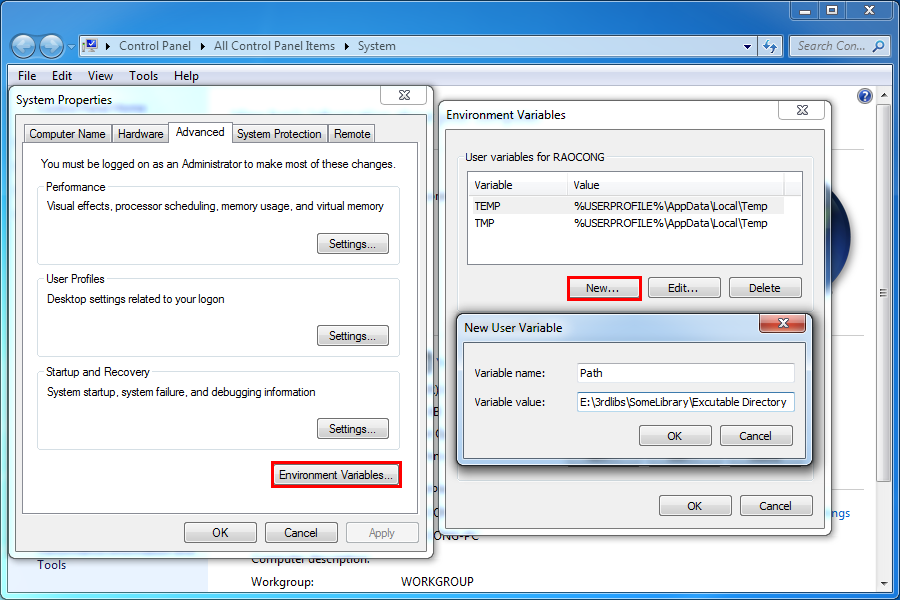 Control Panel
All Control Panel Items
System
Search Con...
File Edit View Tools Help
System Properties
Computer Name Hardware Advanced System Protection Remote
You must be logged on as an Administrator to make most of these changes.
Performance
Visual effects, processor scheduling, memory usage, and virtual memory
Settings...
User Profiles
Desktop settings related to your logon
Settings...
Startup and Recovery
System startup, system failure, and debugging information
Settings...
Environment Variables...
OK Cancel Apply
Environment Variables
User variables for RAOCONG
Variable Value
TEMP %USERPROFILE%\AppData\Local\Temp
TMP %USERPROFILE%\AppData\Local\Temp
New... Edit... Delete
New User Variable
Variable name: Path
Variable value: E:\3rdlibs\SomeLibrary\Excutable Directory
OK Cancel
OK Cancel
ngs
ONG-PC
Computer description:
Tools
Workgroup: WORKGROUP